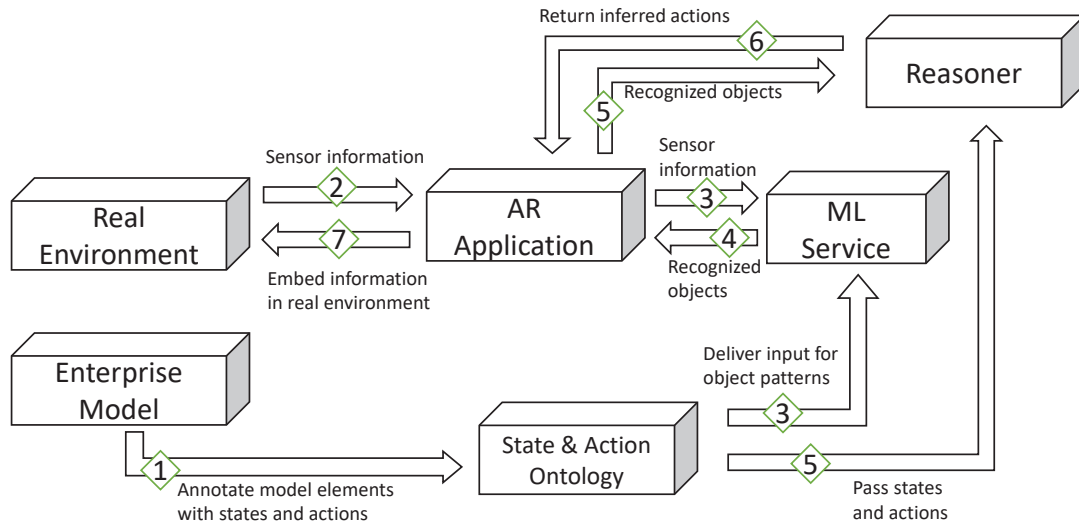 Return inferred actions
6
Reasoner
5
Recognized objects
Sensor information
2
Sensor
information
3
Real
Environment
AR
Application
ML
Service
7
4
Embed information
in real environment
Recognized
objects
Enterprise
Model
Deliver input for
object patterns
3
State & Action
Ontology
1
5
Annotate model elements
with states and actions
Pass states
and actions